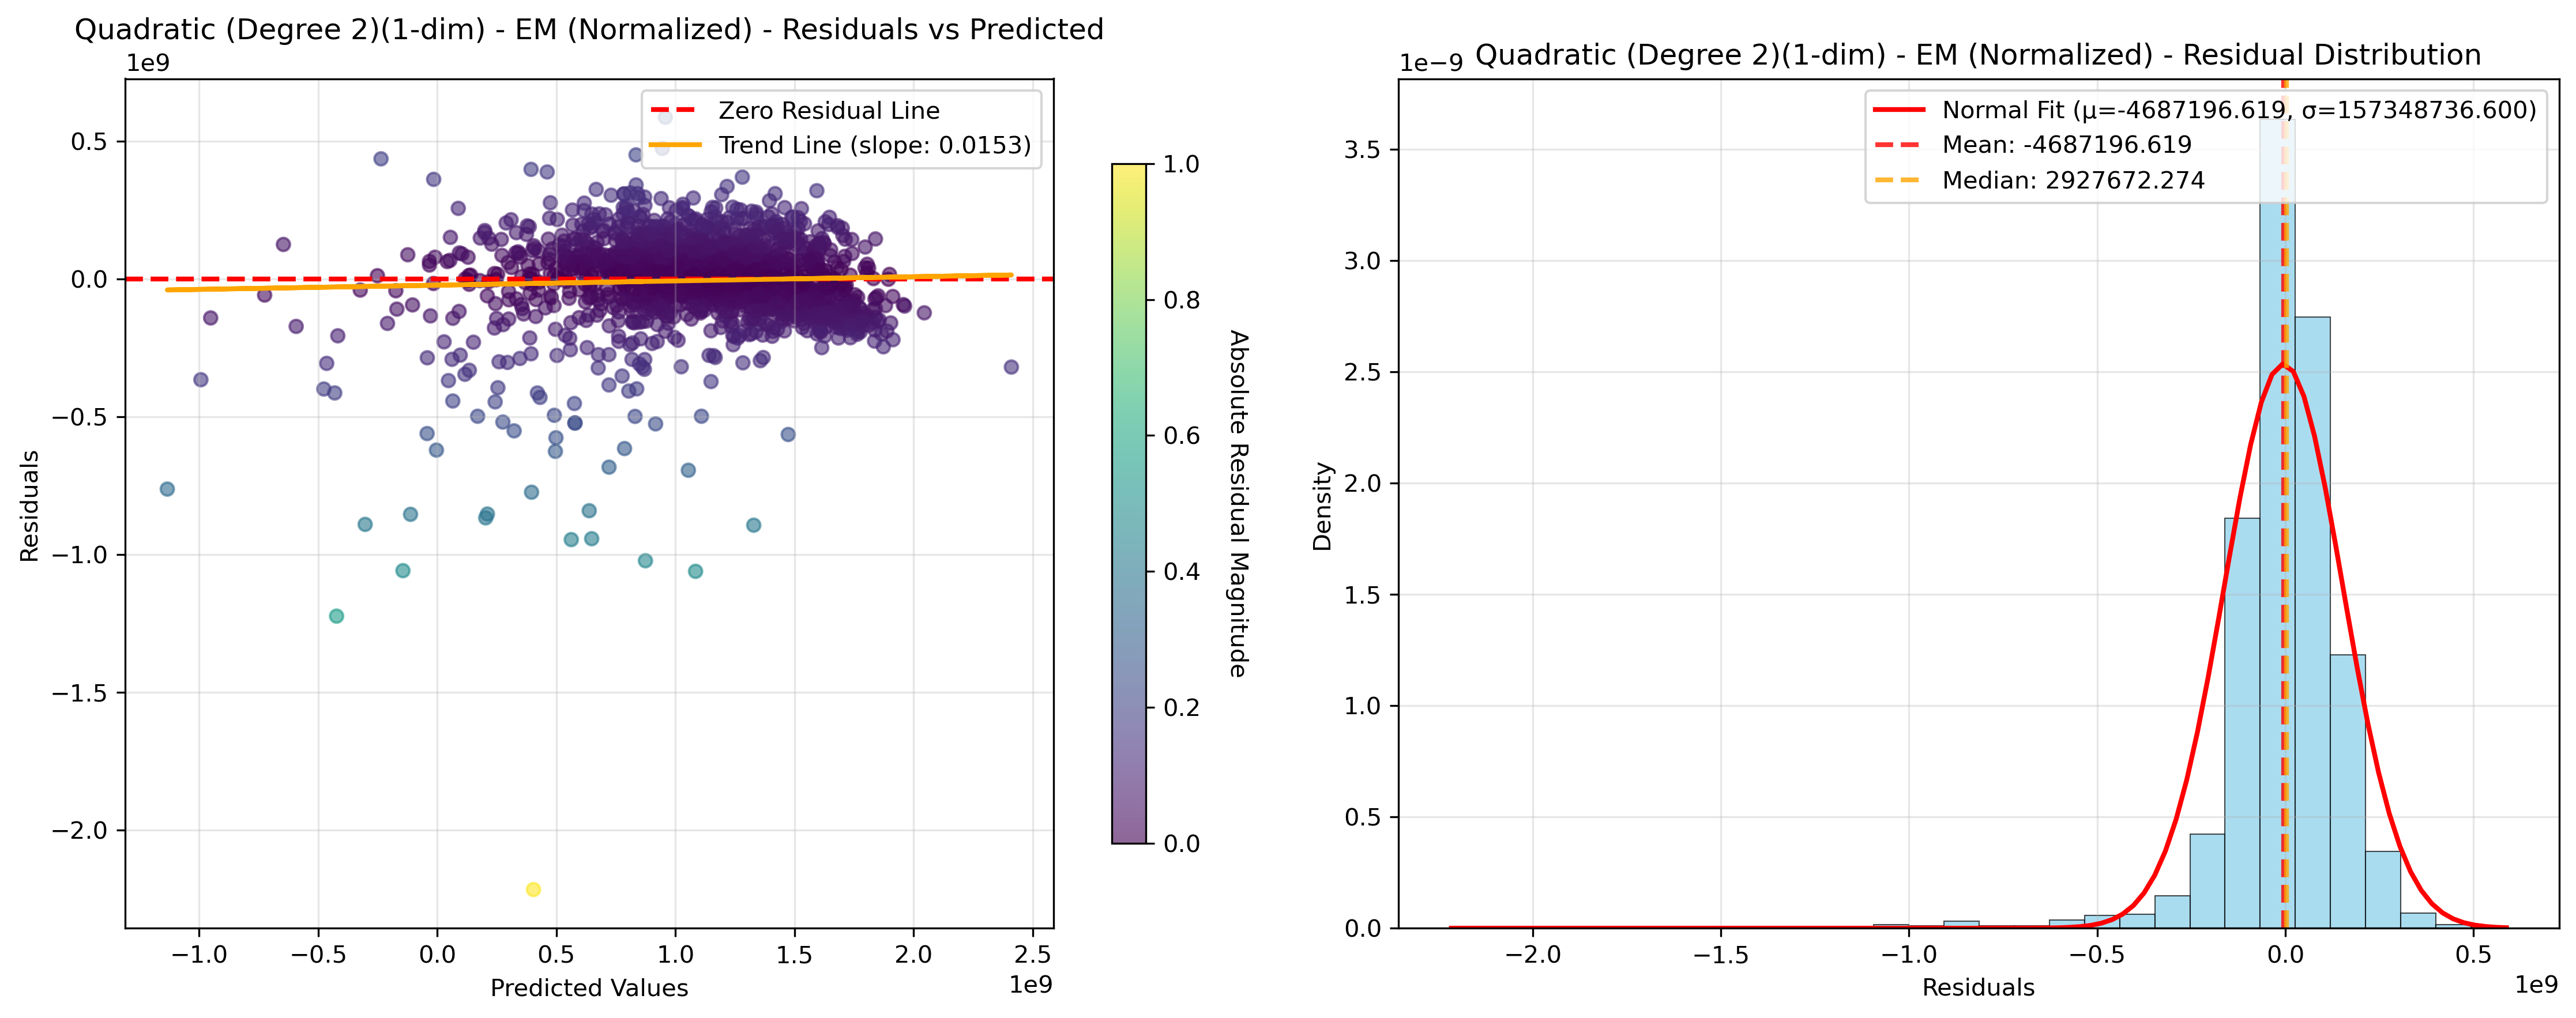 Quadratic (Degree 2)(1-dim) - EM (Normalized) - Residuals vs Predicted
1e9
Zero Residual Line
Trend Line (slope: 0.0153)
0.5
0.0
−0.5
−1.0
−1.5
−2.0
Residuals
−1.0
−0.5
0.0
0.5
1.0
1.5
2.0
2.5
1e9
Predicted Values
1.0
0.8
0.6
0.4
0.2
0.0
Absolute Residual Magnitude
Quadratic (Degree 2)(1-dim) - EM (Normalized) - Residual Distribution
1e−9
Normal Fit (μ=-4687196.619, σ=157348736.600)
Mean: -4687196.619
Median: 2927672.274
3.5
3.0
2.5
2.0
1.5
1.0
0.5
0.0
Density
−2.0
−1.5
−1.0
−0.5
0.0
0.5
1e9
Residuals